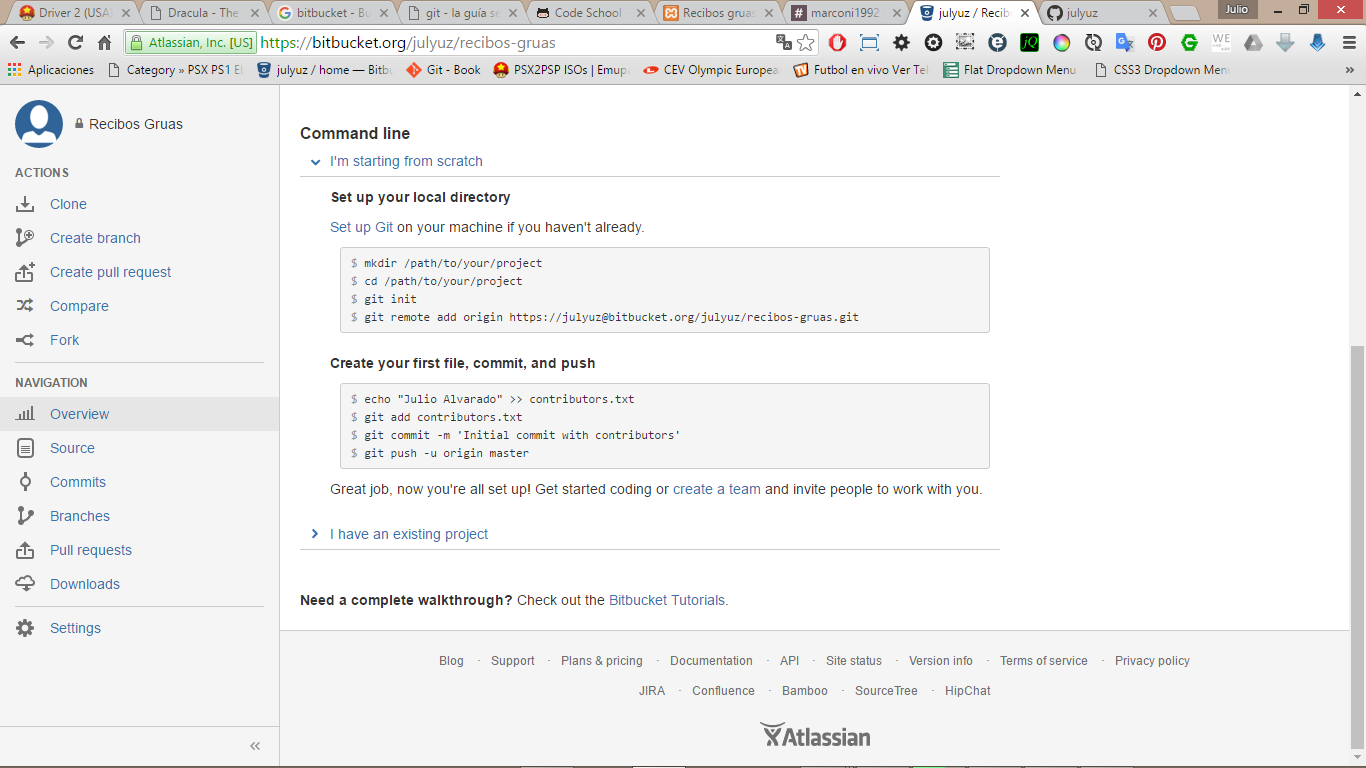 Driver 2 (USA
Dracula - The
bitbucket - Bu
git - la guía se
Code School
Recibos gruas
marconi1992
julyuz / Recib
julyuz
Julio
Atlassian, Inc. [US]
https://bitbucket.org/julyuz/recibos-gruas
Aplicaciones
Category » PSX PS1 El
julyuz / home — Bitb
Git - Book
PSX2PSP ISOs | Emup
CEV Olympic Europea
Futbol en vivo Ver Tel
Flat Dropdown Menu
CSS3 Dropdown Men
Recibos Gruas
ACTIONS
Clone
Create branch
Create pull request
Compare
Fork
NAVIGATION
Overview
Source
Commits
Branches
Pull requests
Downloads
Settings
Command line
I'm starting from scratch
Set up your local directory
Set up Git on your machine if you haven't already.
$ mkdir /path/to/your/project
$ cd /path/to/your/project
$ git init
$ git remote add origin https://julyuz@bitbucket.org/julyuz/recibos-gruas.git
Create your first file, commit, and push
$ echo "Julio Alvarado" >> contributors.txt
$ git add contributors.txt
$ git commit -m 'Initial commit with contributors'
$ git push -u origin master
Great job, now you're all set up! Get started coding or create a team and invite people to work with you.
I have an existing project
Need a complete walkthrough? Check out the Bitbucket Tutorials.
Blog · Support · Plans & pricing · Documentation · API · Site status · Version info · Terms of service · Privacy policy
JIRA · Confluence · Bamboo · SourceTree · HipChat
Atlassian